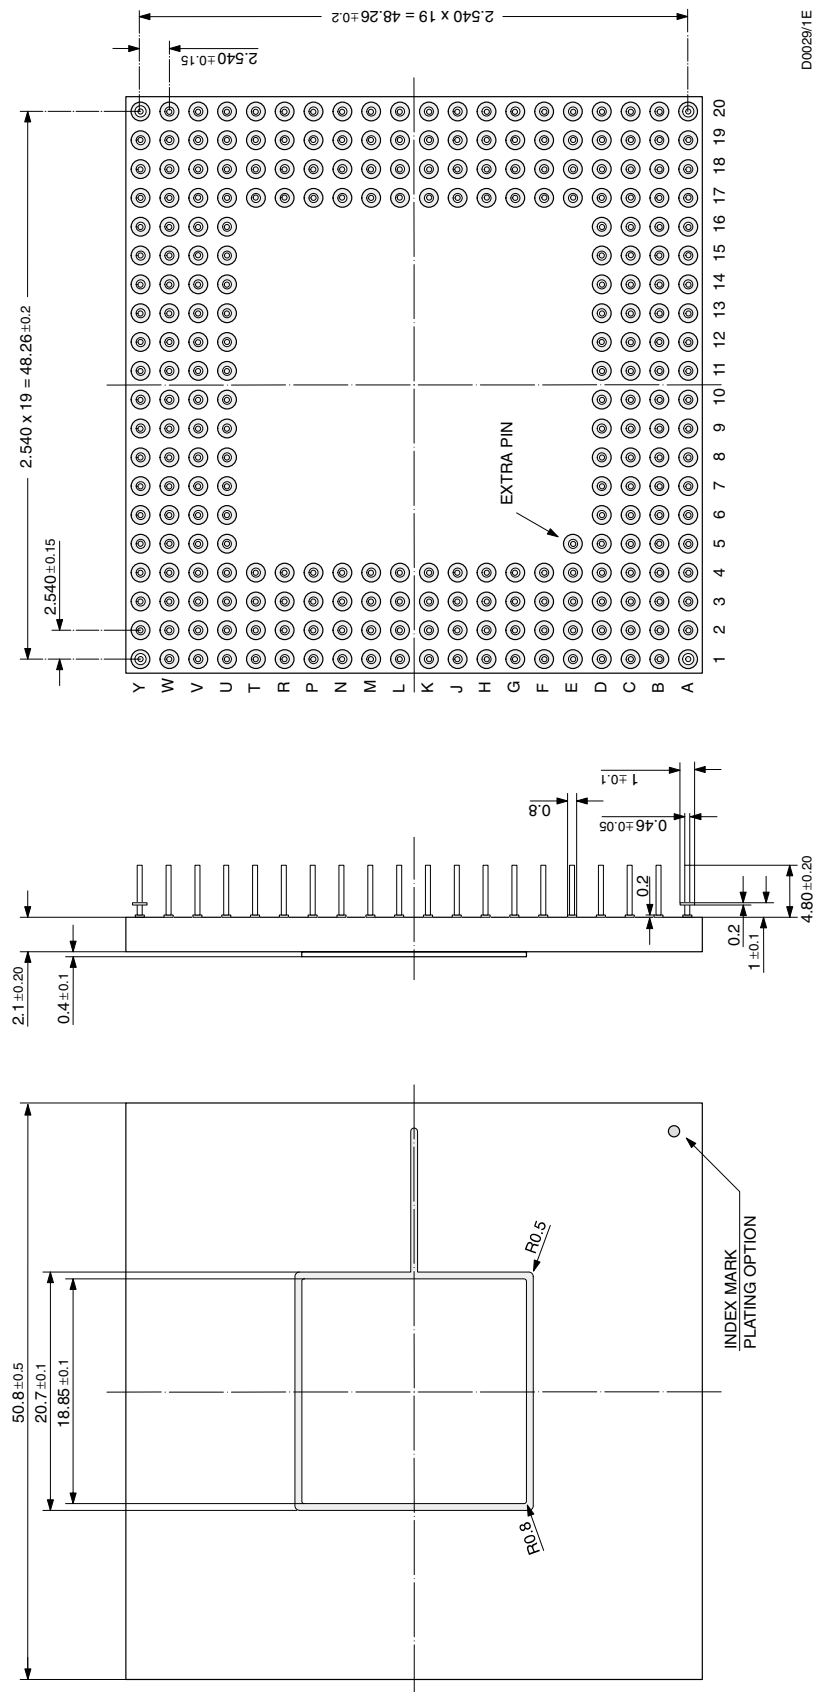 2.540 x 19 = 48.26±0.2
2.540±0.15
D0029/1E
2.540 x 19 = 48.26±0.2
2.540±0.15
EXTRA PIN
20
19
18
17
16
15
14
13
12
11
10
9
8
7
6
5
4
3
2
1
Y
W
V
U
T
R
P
N
M
L
K
J
H
G
F
E
D
C
B
A
1±0.1
0.8
0.46±0.05
0.2
4.80±0.20
0.2
1±0.1
2.1±0.20
0.4±0.1
50.8±0.5
20.7±0.1
18.85±0.1
R0.5
R0.8
INDEX MARK
PLATING OPTION